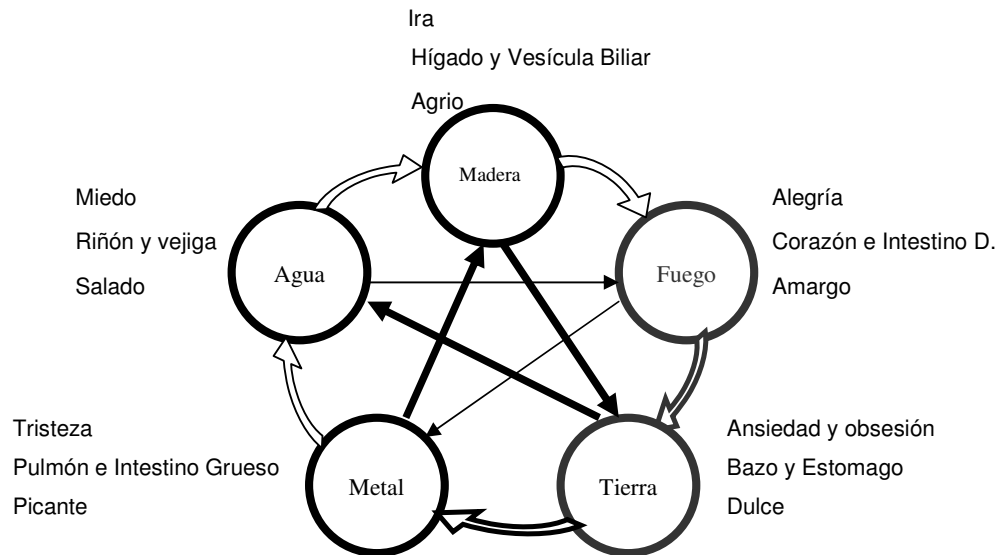 Ira
Hígado y Vesícula Biliar
Agrio
Madera
Miedo
Riñón y vejiga
Salado
Agua
Fuego
Alegría
Corazón e Intestino D.
Amargo
Tristeza
Pulmón e Intestino Grueso
Picante
Metal
Tierra
Ansiedad y obsesión
Bazo y Estomago
Dulce